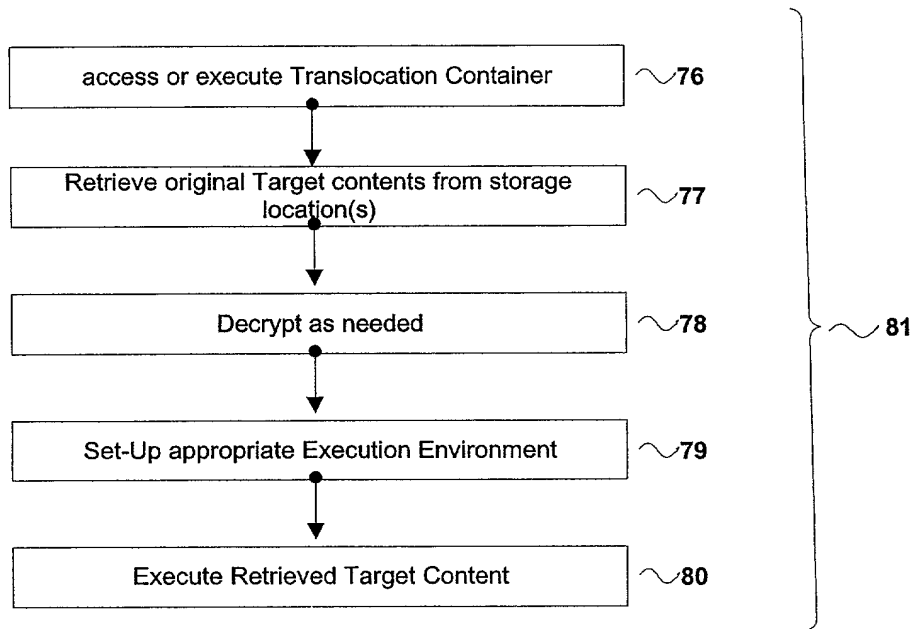 access or execute Translocation Container
76
Retrieve original Target contents from storage
location(s)
77
Decrypt as needed
78
81
Set-Up appropriate Execution Environment
79
Execute Retrieved Target Content
80